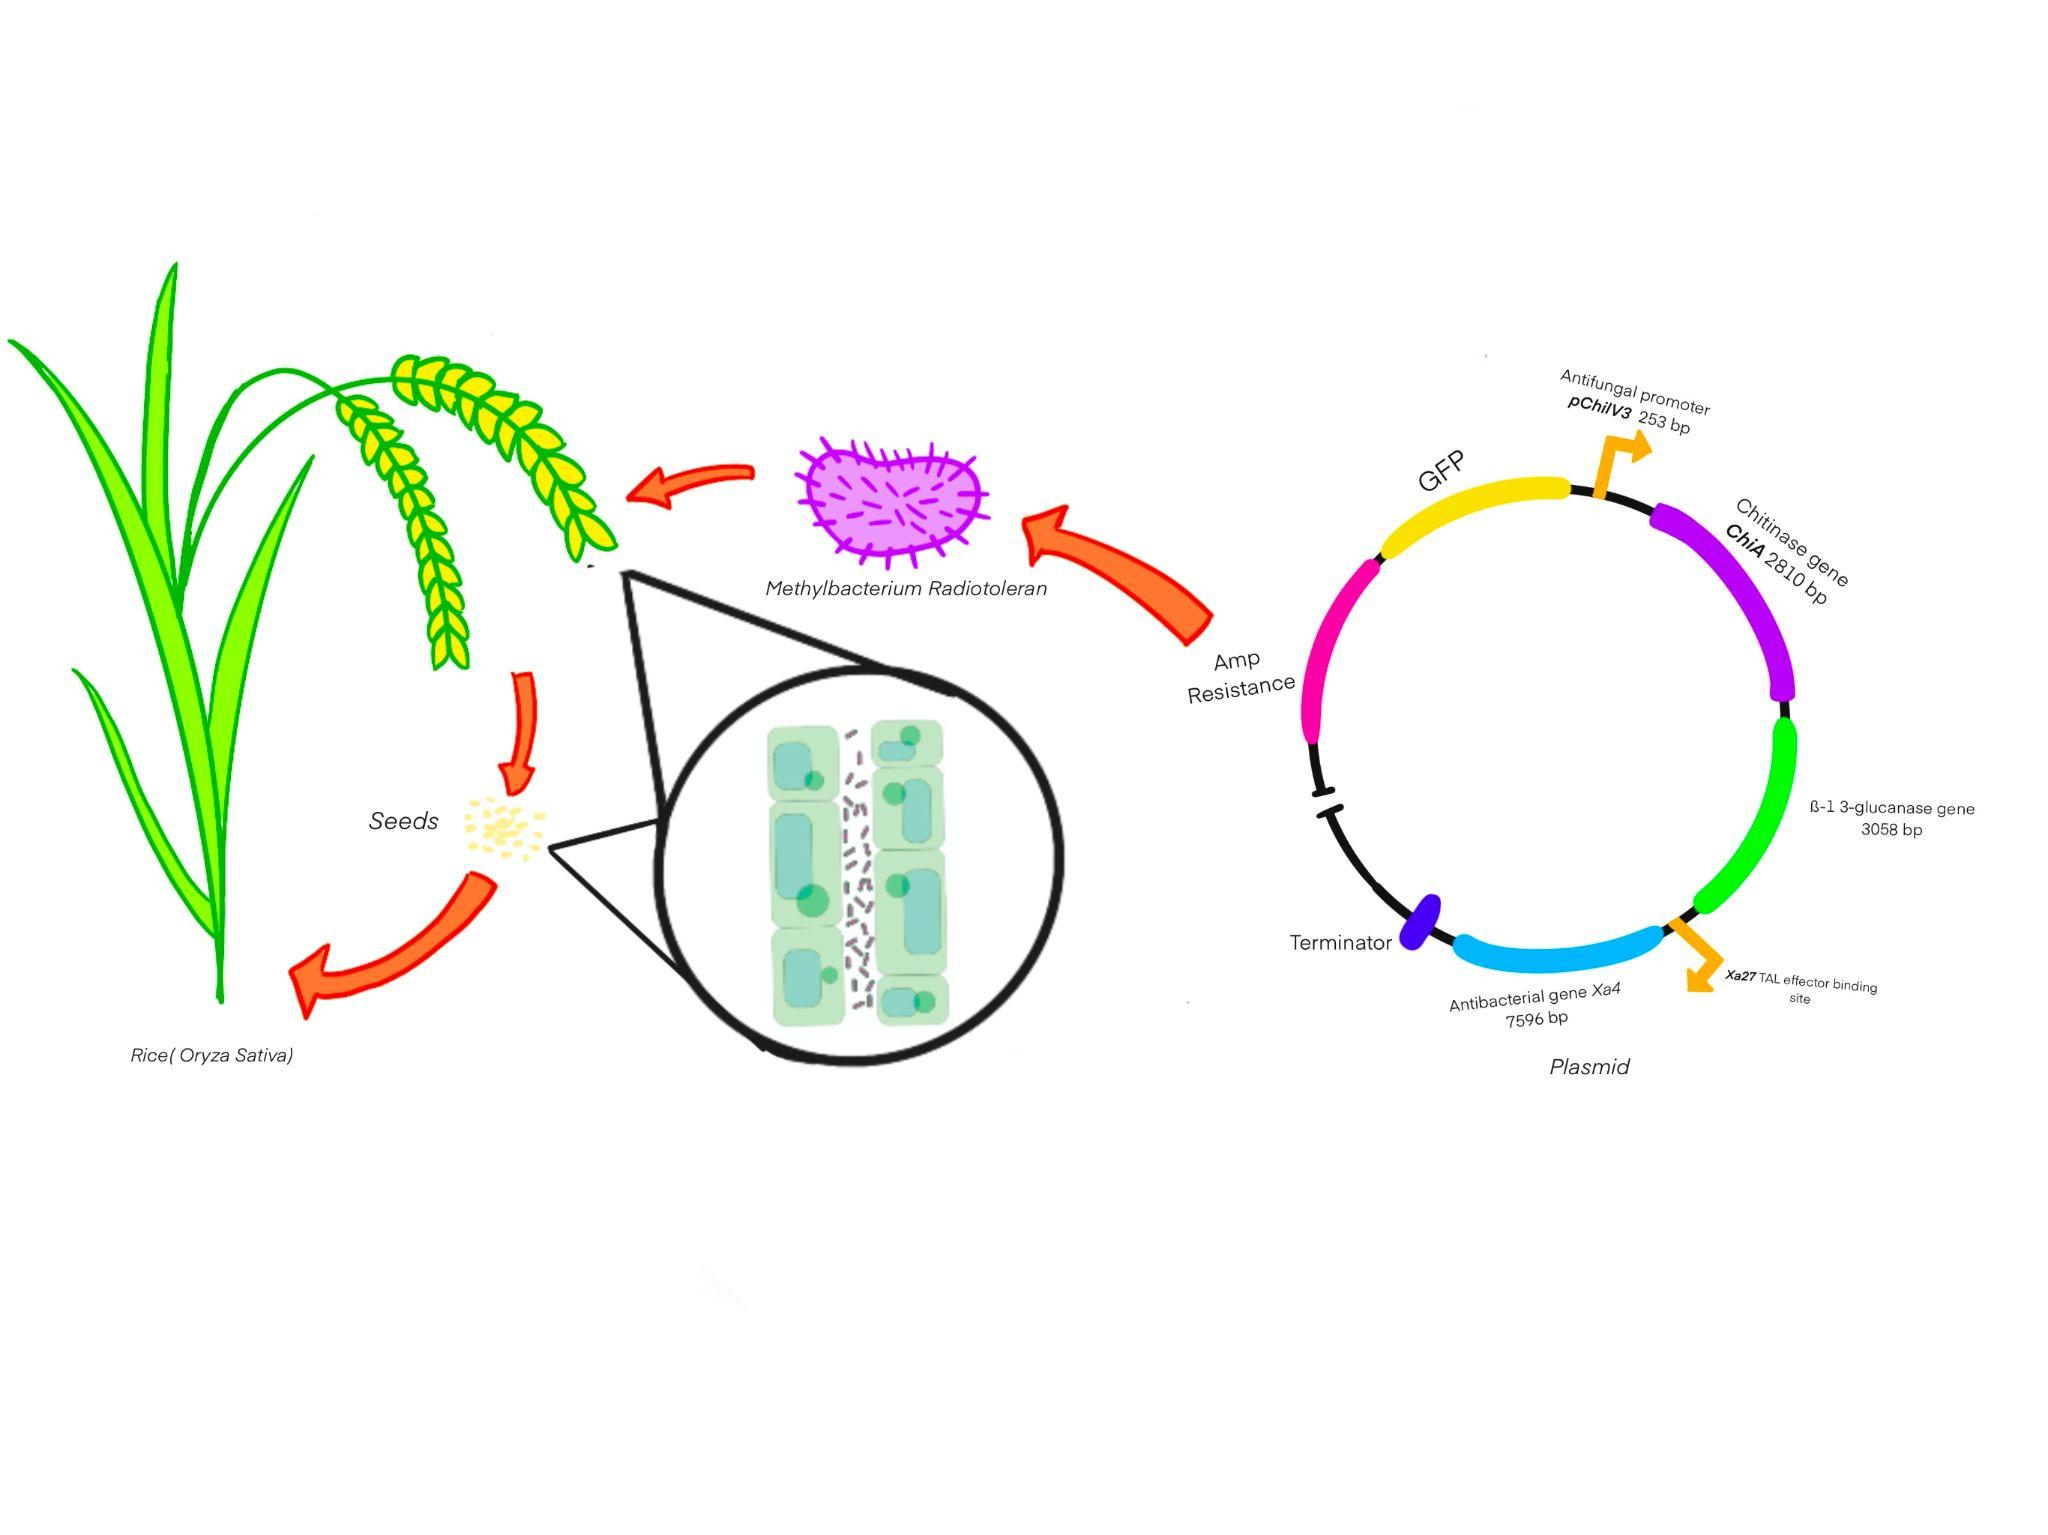 Antifungal promoter
pChiIV3 253 bp
GFP
Chitinase gene
ChiA 2810 bp
Methylbacterium Radiotoleran
Amp
Resistance
Seeds
ß-1 3-glucanase gene
3058 bp
Terminator
Xa27 TAL effector binding
site
Antibacterial gene Xa4
7596 bp
Rice( Oryza Sativa)
Plasmid